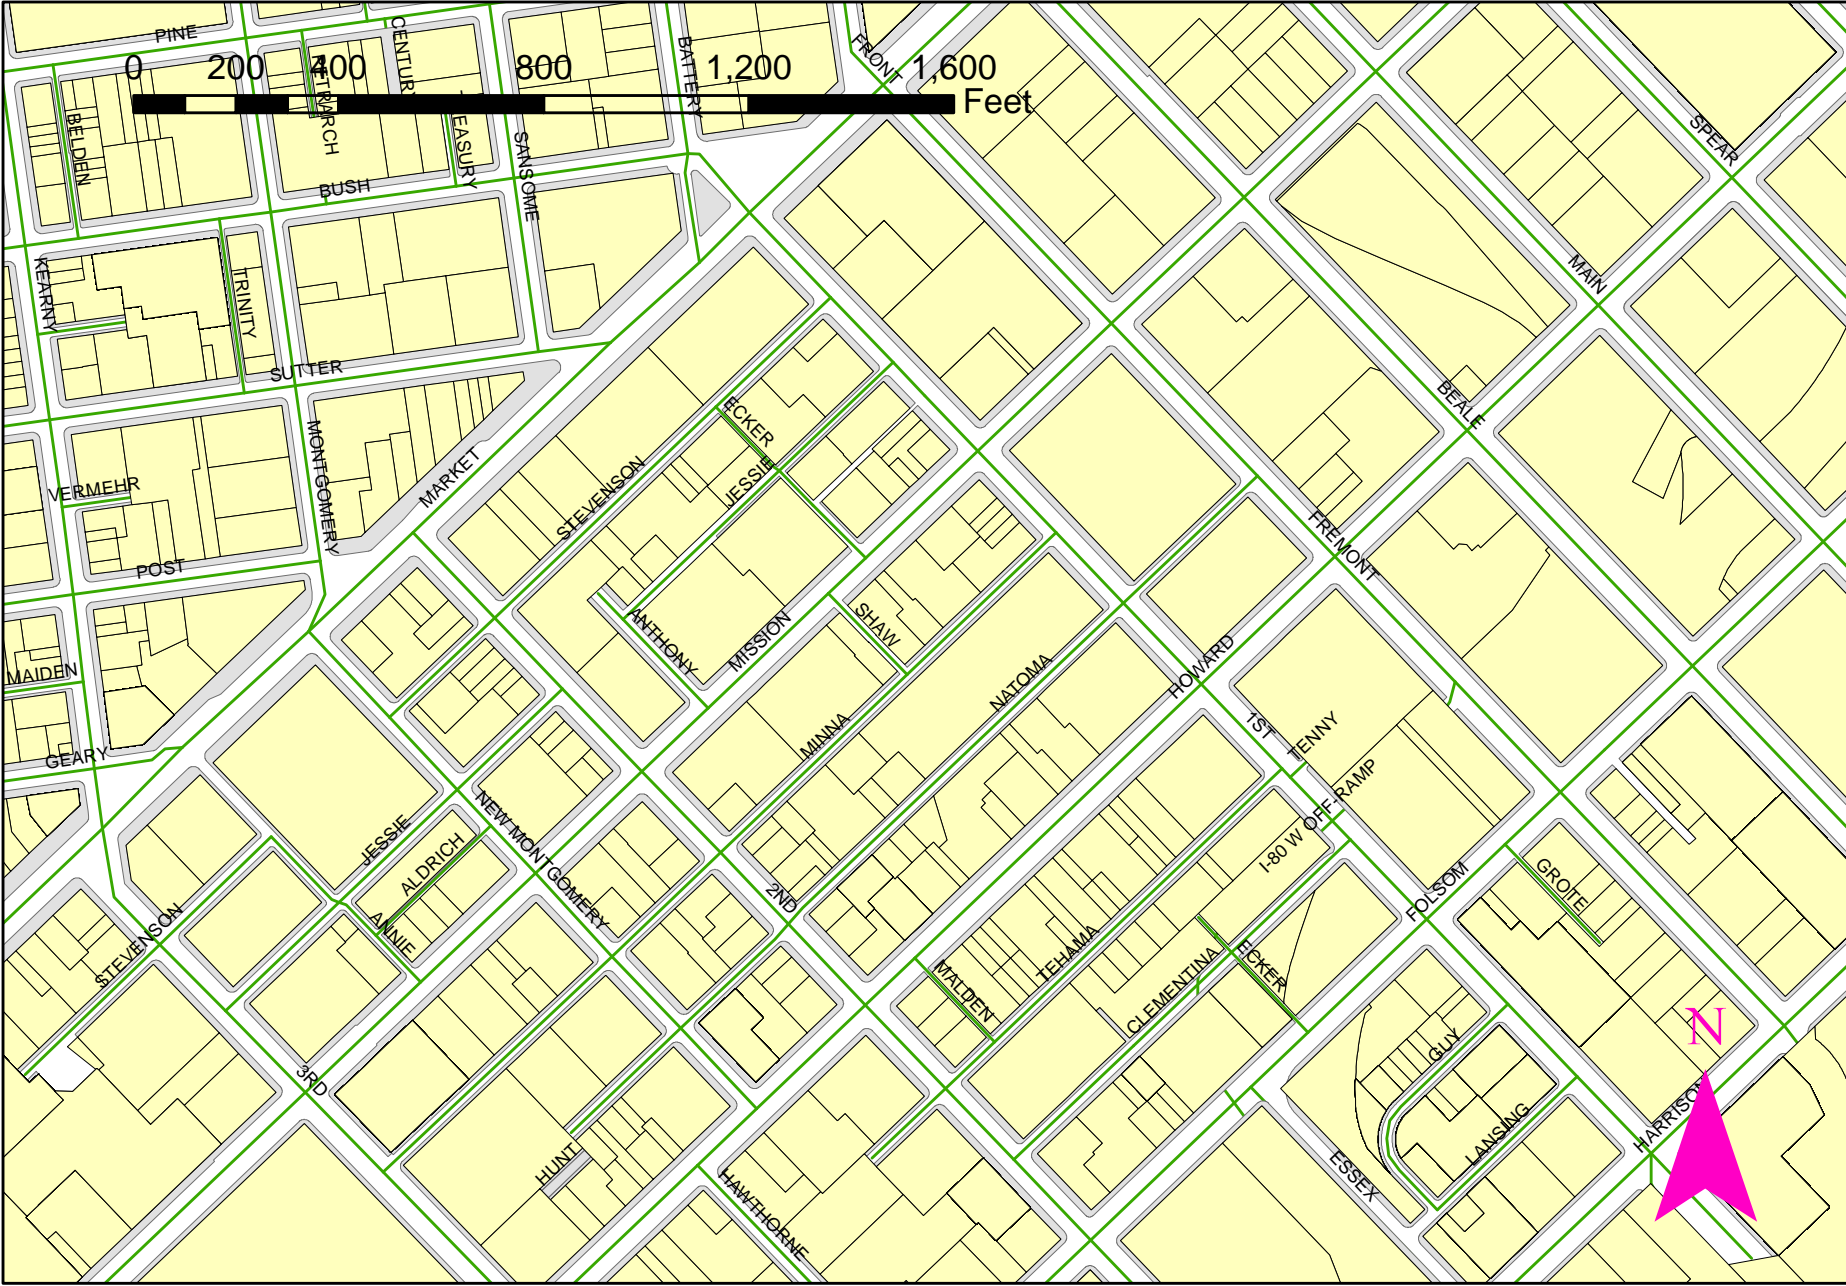 PINE
CENTURY
BATTERY
FRONT
0 200 400 800 1,200 1,600
Feet
BELDEN
SANSOME
SPEAR
BUSH
KEARNY
TRINITY
MAIN
SUTTER
BEALE
ECKER
MONTGOMERY
MARKET
STEVENSON
JESSIE
VERMEHR
FREMONT
POST
ANTHONY
MISSION
SHAW
MAIDEN
NATOMA
HOWARD
MINNA
1ST
TENNY
GEARY
I-80 W OFF-RAMP
JESSIE
ALDRICH
NEW MONTGOMERY
2ND
FOLSOM
GROTE
ANNIE
STEVENSON
TEHAMA
MALDEN
CLEMENTINA
ECKER
N
GUY
3RD
HARRISON
LANSING
HUNT
ESSEX
HAWTHORNE